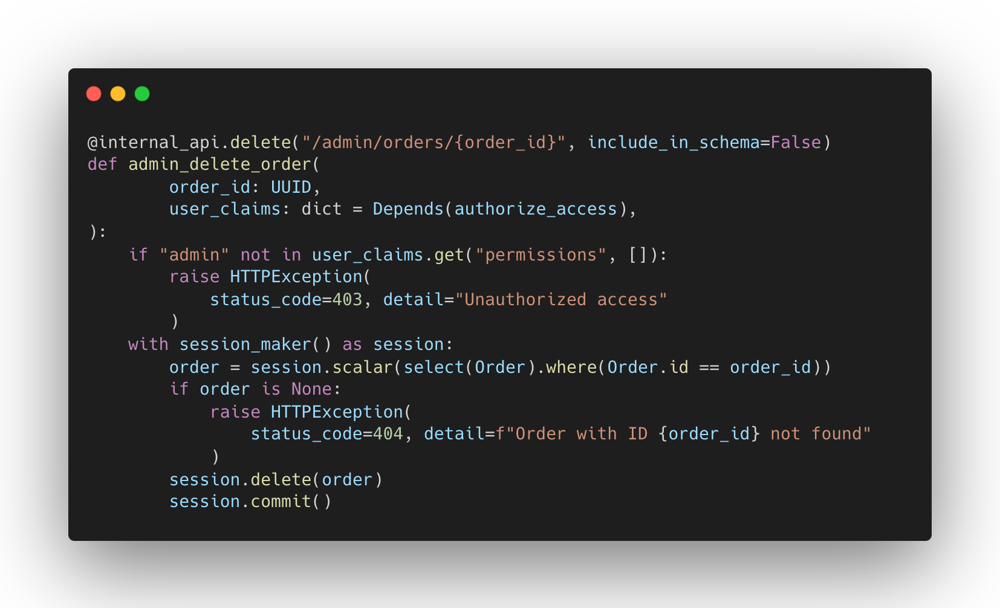 @internal_api.delete("/admin/orders/{order_id}", include_in_schema=False)
def admin_delete_order(
        order_id: UUID,
        user_claims: dict = Depends(authorize_access),
):
    if "admin" not in user_claims.get("permissions", []):
        raise HTTPException(
            status_code=403, detail="Unauthorized access"
        )
    with session_maker() as session:
        order = session.scalar(select(Order).where(Order.id == order_id))
        if order is None:
            raise HTTPException(
                status_code=404, detail=f"Order with ID {order_id} not found"
            )
        session.delete(order)
        session.commit()